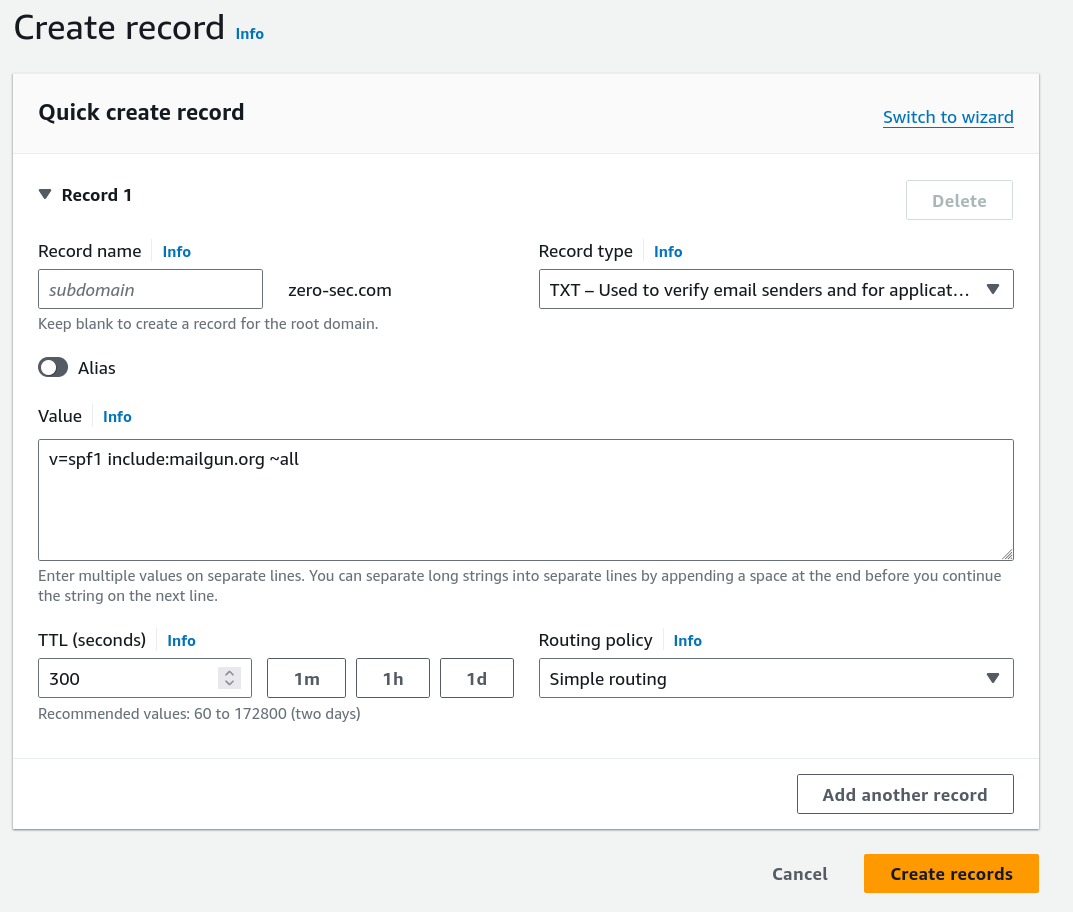 Create record Info
Quick create record
Switch to wizard
Record 1
Delete
Record name Info
Record type Info
subdomain
zero-sec.com
TXT – Used to verify email senders and for applicat...
Keep blank to create a record for the root domain.
Alias
Value Info
v=spf1 include:mailgun.org ~all
Enter multiple values on separate lines. You can separate long strings into separate lines by appending a space at the end before you continue
the string on the next line.
TTL (seconds) Info
Routing policy Info
300
1m
1h
1d
Simple routing
Recommended values: 60 to 172800 (two days)
Add another record
Cancel
Create records